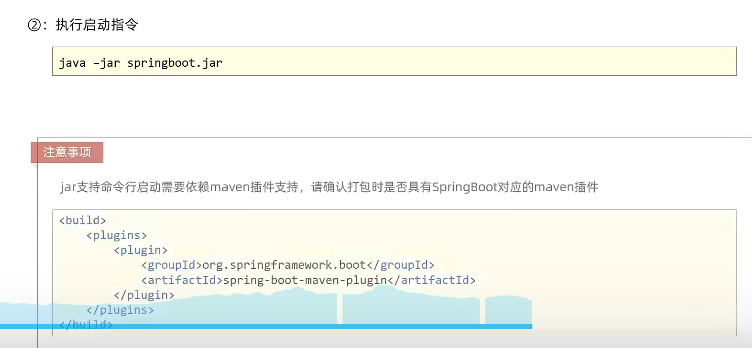 ②：执行启动指令
java -jar springboot.jar
注意事项
jar支持命令行启动需要依赖maven插件支持，请确认打包时是否具有SpringBoot对应的maven插件
<build>
    <plugins>
        <plugin>
            <groupId>org.springframework.boot</groupId>
            <artifactId>spring-boot-maven-plugin</artifactId>
        </plugin>
    </plugins>
</build>